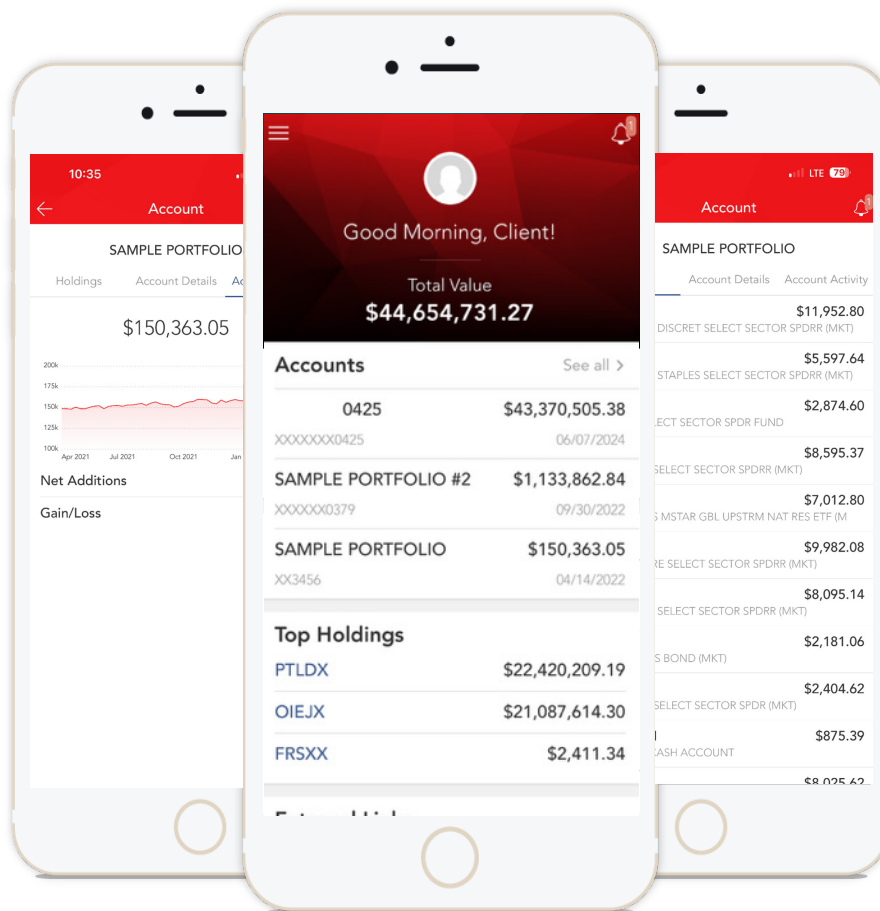 10:35
Account
SAMPLE PORTFOLIO
Holdings Account Details
$150,363.05
200k
175k
150k
125k
100k
Apr 2021 Jul 2021 Oct 2021 Jan
Net Additions
Gain/Loss
1
Good Morning, Client!
Total Value
$44,654,731.27
Accounts See all >
0425 $43,370,505.38
XXXXXXX0425 06/07/2024
SAMPLE PORTFOLIO #2 $1,133,862.84
XXXXXX0379 09/30/2022
SAMPLE PORTFOLIO $150,363.05
XX3456 04/14/2022
Top Holdings
PTLDX $22,420,209.19
OIEJX $21,087,614.30
FRSXX $2,411.34
LTE 79
Account
1
SAMPLE PORTFOLIO
Account Details Account Activity
$11,952.80
DISCRET SELECT SECTOR SPDRR (MKT)
$5,597.64
STAPLES SELECT SECTOR SPDRR (MKT)
$2,874.60
SECTOR SPDR FUND
$8,595.37
SELECT SECTOR SPDRR (MKT)
$7,012.80
MSTAR GBL UPSTRM NAT RES ETF (M
$9,982.08
SELECT SECTOR SPDRR (MKT)
$8,095.14
SELECT SECTOR SPDRR (MKT)
$2,181.06
BOND (MKT)
$2,404.62
SELECT SECTOR SPDR (MKT)
$875.39
CASH ACCOUNT
$8,025.62